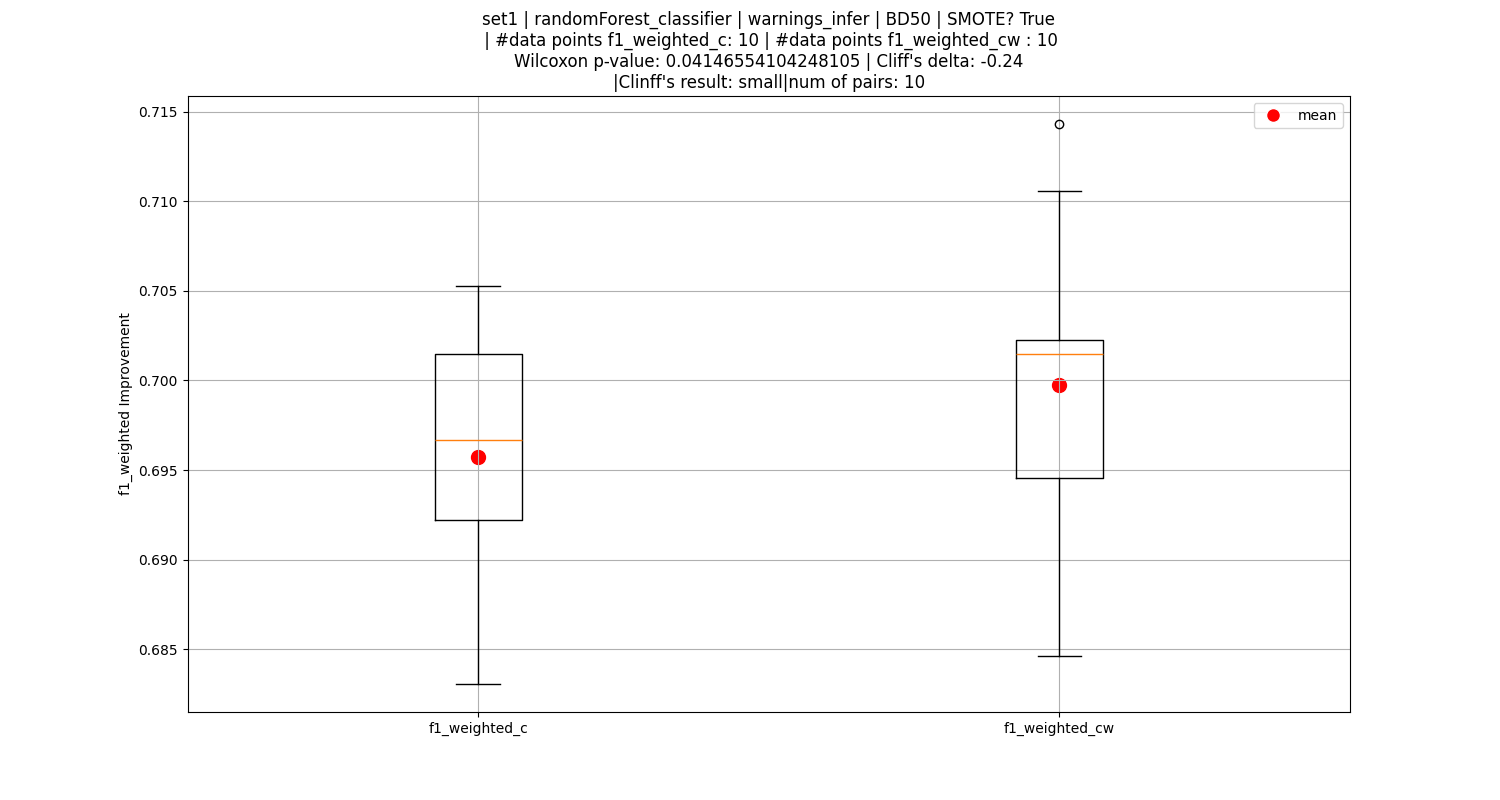 set1 | randomForest_classifier | warnings_infer | BD50 | SMOTE? True
| #data points f1_weighted_c: 10 | #data points f1_weighted_cw : 10
Wilcoxon p-value: 0.04146554104248105 | Cliff's delta: -0.24
|Clinff's result: small|num of pairs: 10
mean
0.715
0.710
0.705
0.700
0.695
0.690
0.685
f1_weighted Improvement
f1_weighted_c
f1_weighted_cw